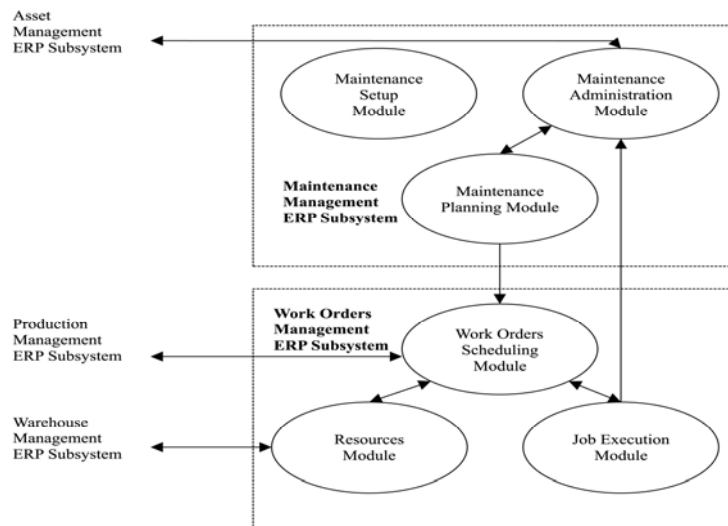 Asset
Management
ERP Subsystem
Maintenance
Setup
Module
Maintenance
Administration
Module
Maintenance
Management
ERP Subsystem
Maintenance
Planning Module
Production
Management
ERP Subsystem
Work Orders
Management
ERP Subsystem
Work Orders
Scheduling
Module
Warehouse
Management
ERP Subsystem
Resources
Module
Job Execution
Module